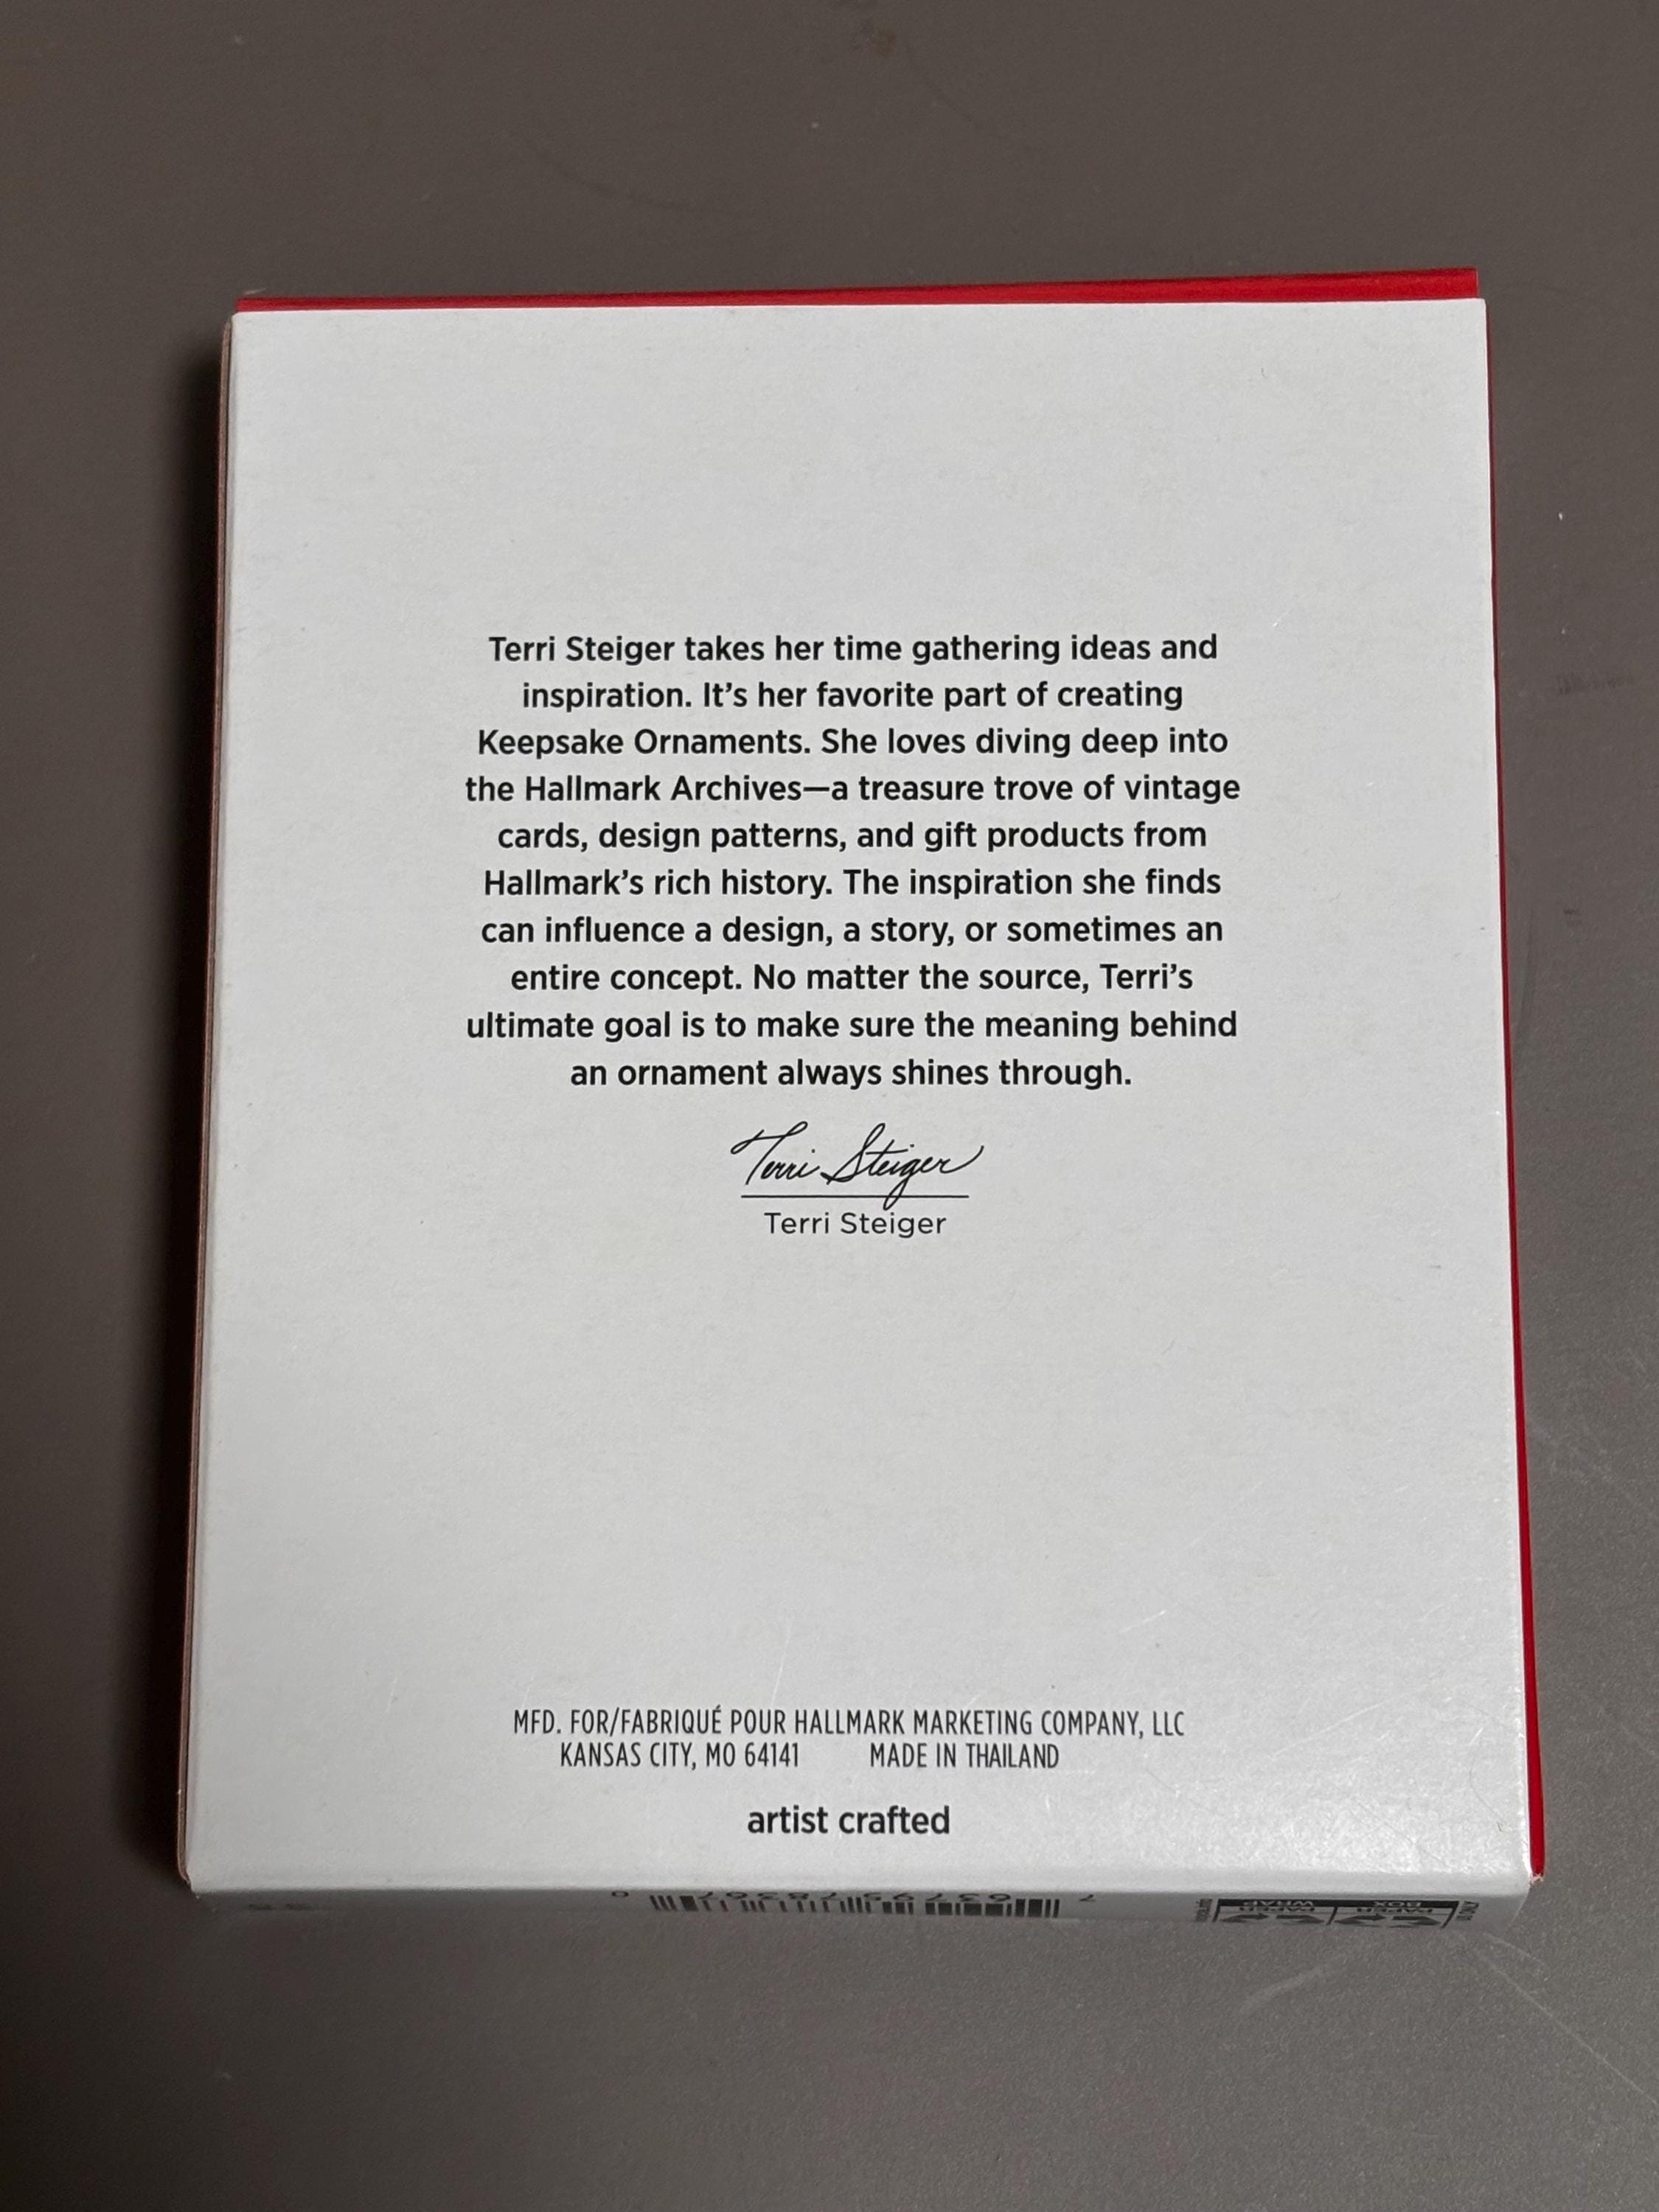 Terri Steiger takes her time gathering ideas and
inspiration. It’s her favorite part of creating
Keepsake Ornaments. She loves diving deep into
the Hallmark Archives—a treasure trove of vintage
cards, design patterns, and gift products from
Hallmark’s rich history. The inspiration she finds
can influence a design, a story, or sometimes an
entire concept. No matter the source, Terri’s
ultimate goal is to make sure the meaning behind
an ornament always shines through.
Terri Steiger
Terri Steiger
MFD. FOR/FABRIQUÉ POUR HALLMARK MARKETING COMPANY, LLC
KANSAS CITY, MO 64141 MADE IN THAILAND
artist crafted
PAPER BOX
PAPER WRAP